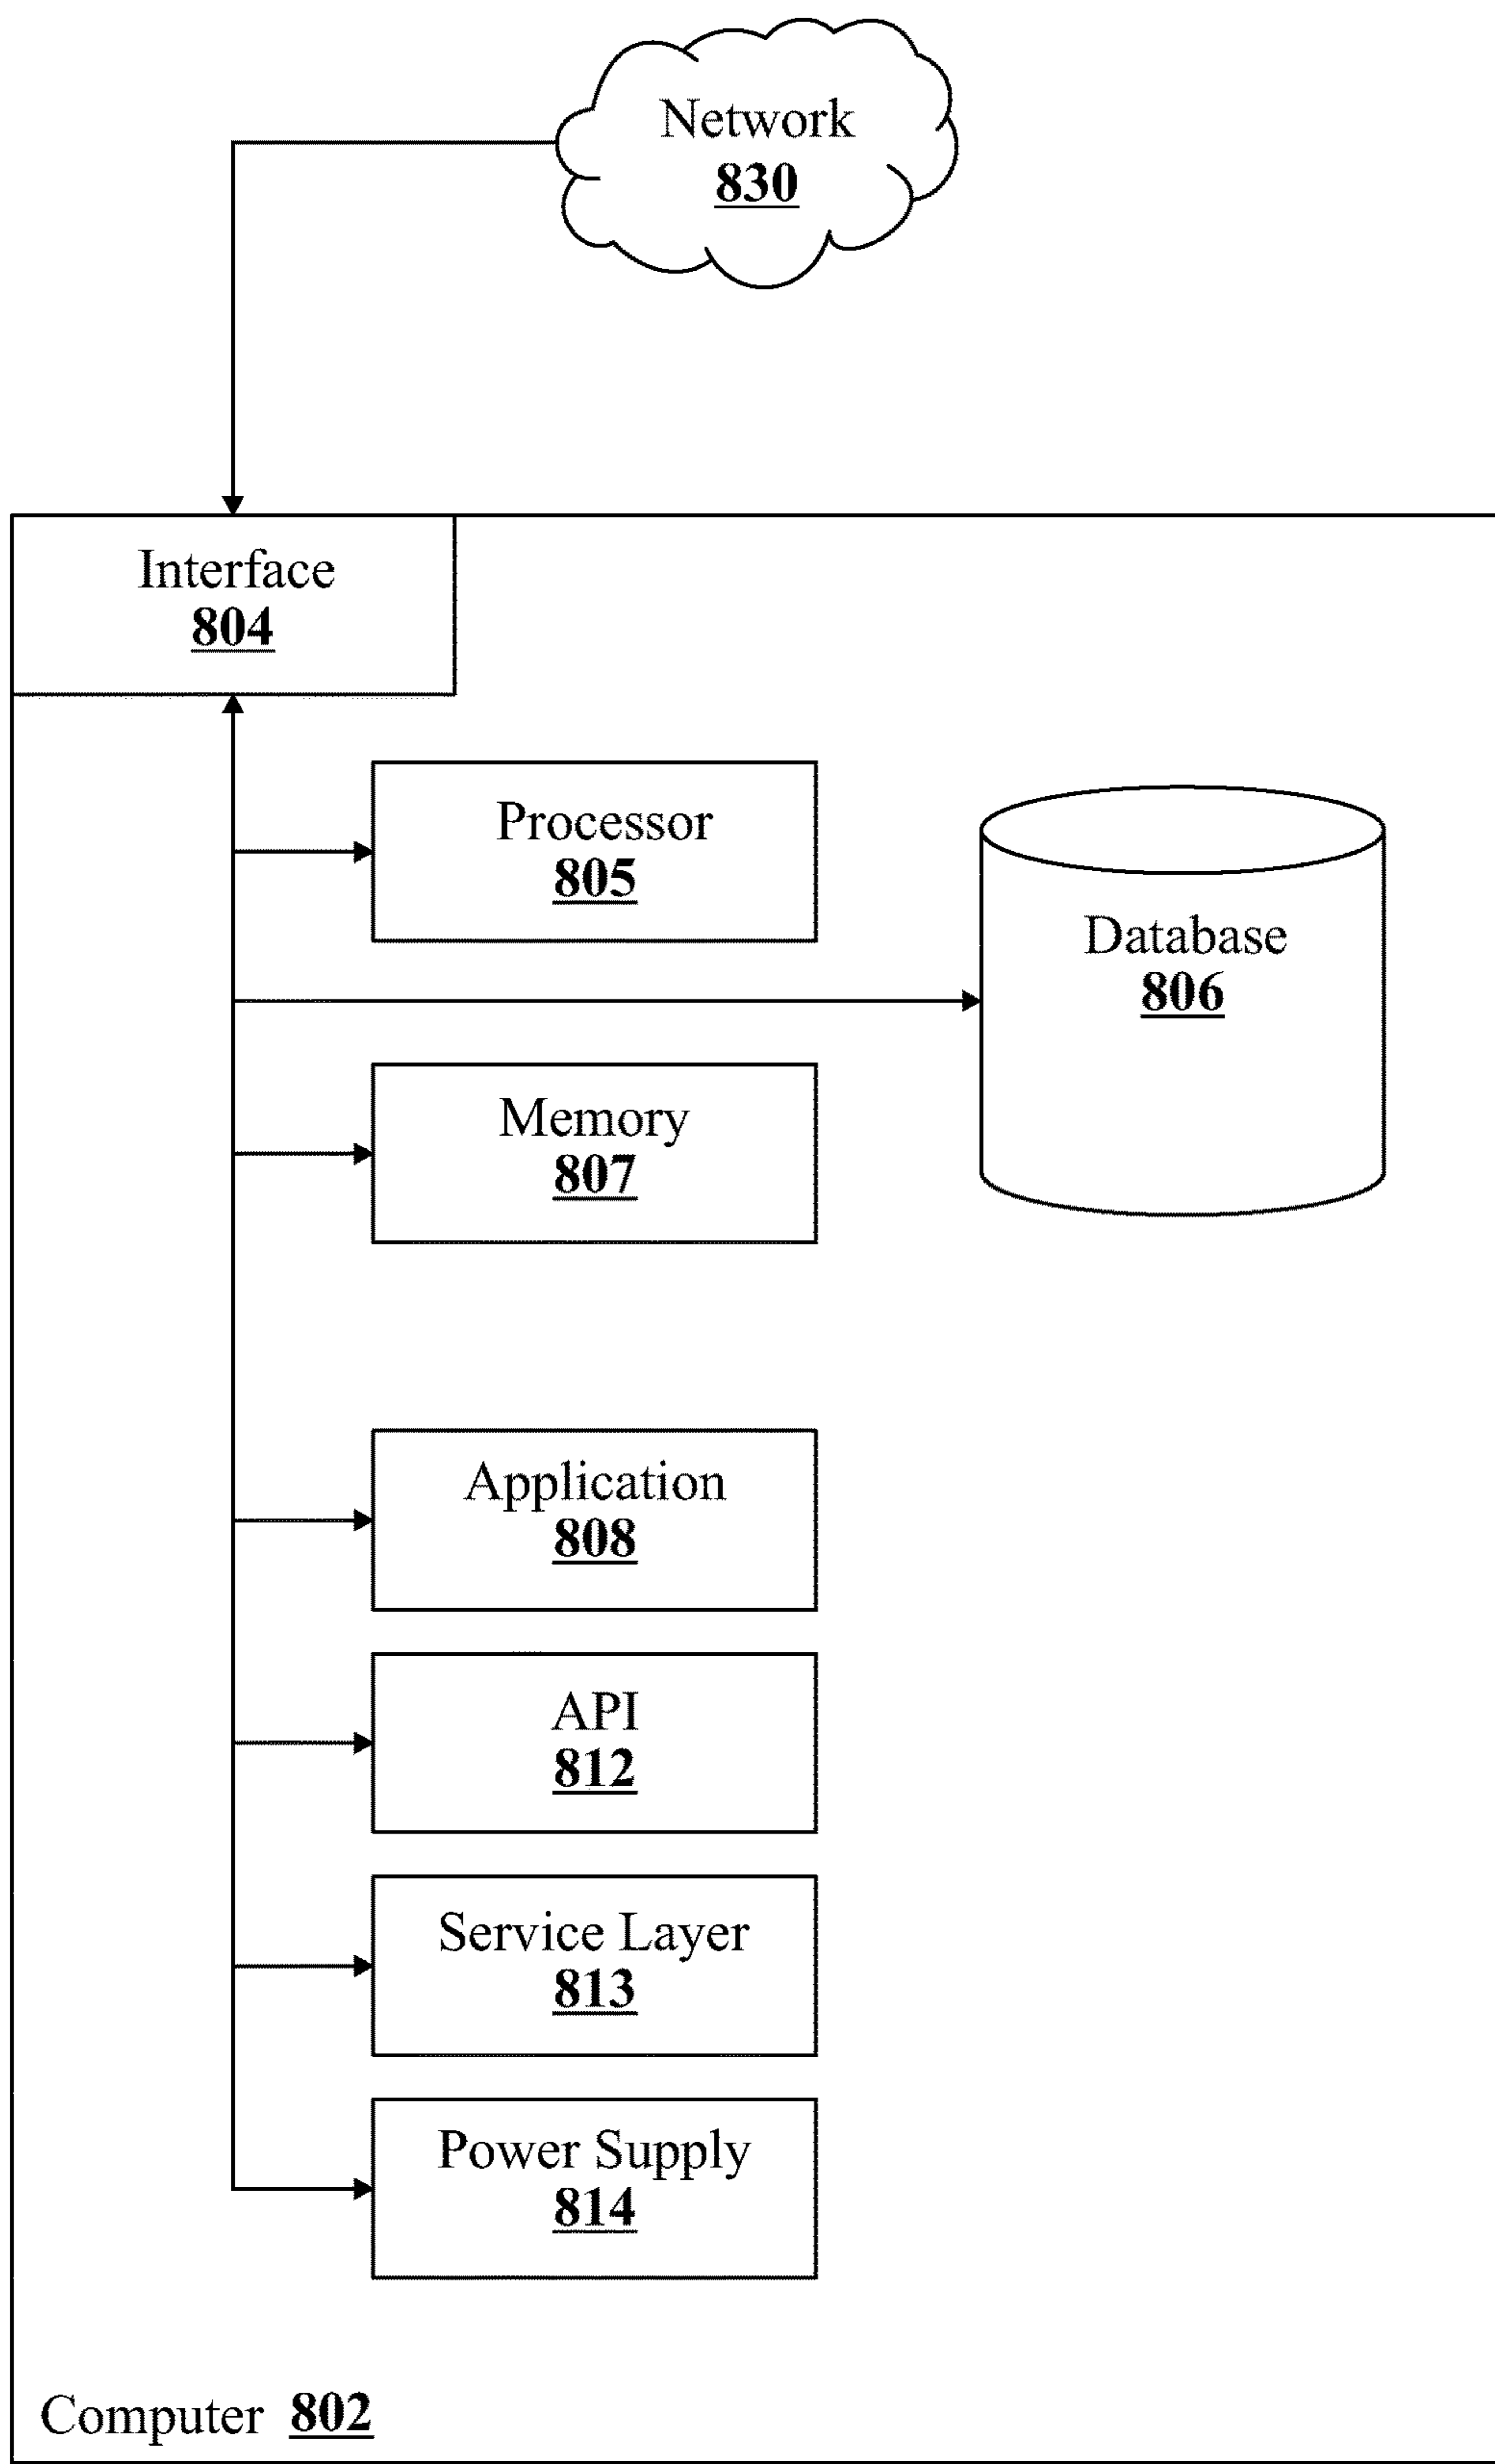 Network
830
Interface
804
Processor
805
Database
806
Memory
807
Application
808
API
812
Service Layer
813
Power Supply
814
Computer 802